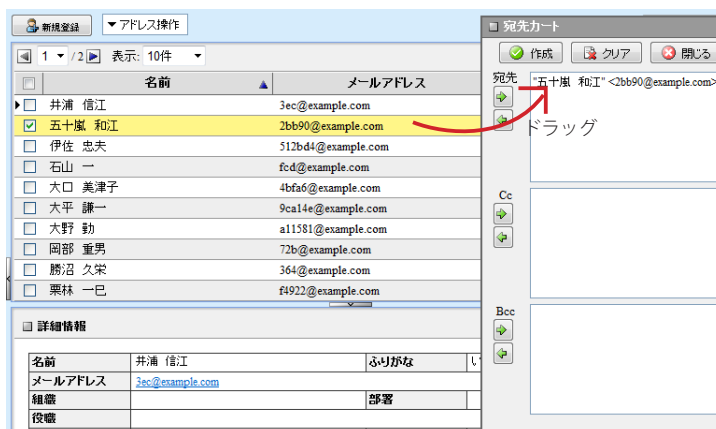 新規登録 ▼アドレス操作
1 ▼ /2 表示: 10件 ▼
名前 ▲ メールアドレス
井浦 信江 3ec@example.com
五十嵐 和江 2bb90@example.com
伊佐 忠夫 512bd4@example.com
石山 一 fcd@example.com
大口 美津子 4bfa6@example.com
大平 謙一 9ca14e@example.com
大野 勤 a11581@example.com
岡部 重男 72b@example.com
勝沼 久栄 364@example.com
栗林 一巳 f4922@example.com
詳細情報
名前 井浦 信江 ふりがな
メールアドレス 3ec@example.com
組織 部署
役職
宛先カート
作成 クリア 閉じる
宛先 "五十嵐 和江" <2bb90@example.com>
ドラッグ
Cc
Bcc